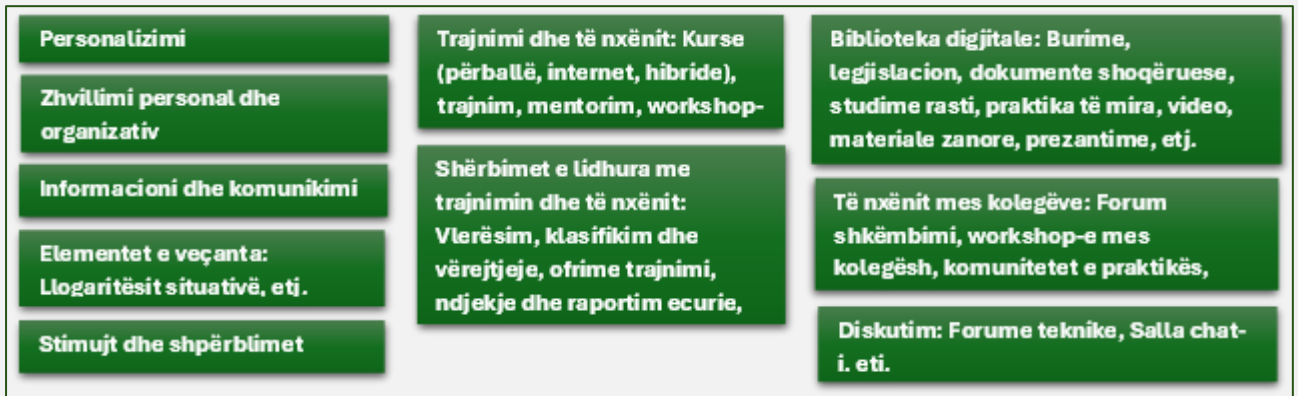 Personalizimi
Zhvillimi personal dhe
organizativ
Informacioni dhe komunikimi
Elementet e veçanta:
Llogaritësit situativë, etj.
Stimujt dhe shpërblimet
Trajnimi dhe të nxënit: Kurse
(përballë, internet, hibride),
trajnim, mentorim, workshop-
Shërbimet e lidhura me
trajnimin dhe të nxënit:
Vlerësim, klasifikim dhe
vërejtjeje, ofrime trajnimi,
ndjekje dhe raportim ecurie,
Biblioteka digjitale: Burime,
legjislacion, dokumente shoqëruese,
studime rasti, praktika të mira, video,
materiale zanore, prezantime, etj.
Të nxënit mes kolegëve: Forum
shkëmbimi, workshop-e mes
kolegësh, komunitetet e praktikës,
Diskutim: Forume teknike, Salla chat-
i. etj.